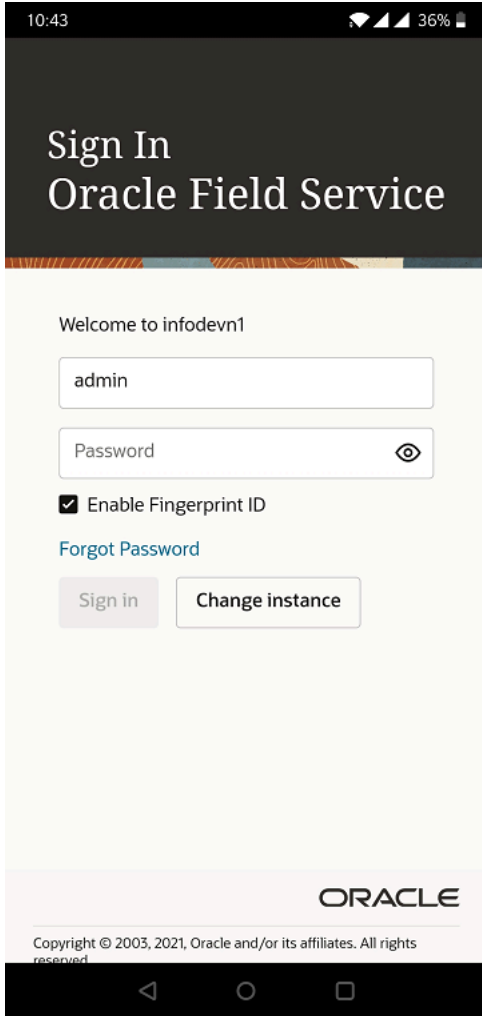 10:43
36%
Sign In
Oracle Field Service
Welcome to infodevn1
admin
Password
Enable Fingerprint ID
Forgot Password
Sign in
Change instance
ORACLE
Copyright © 2003, 2021, Oracle and/or its affiliates. All rights
reserved